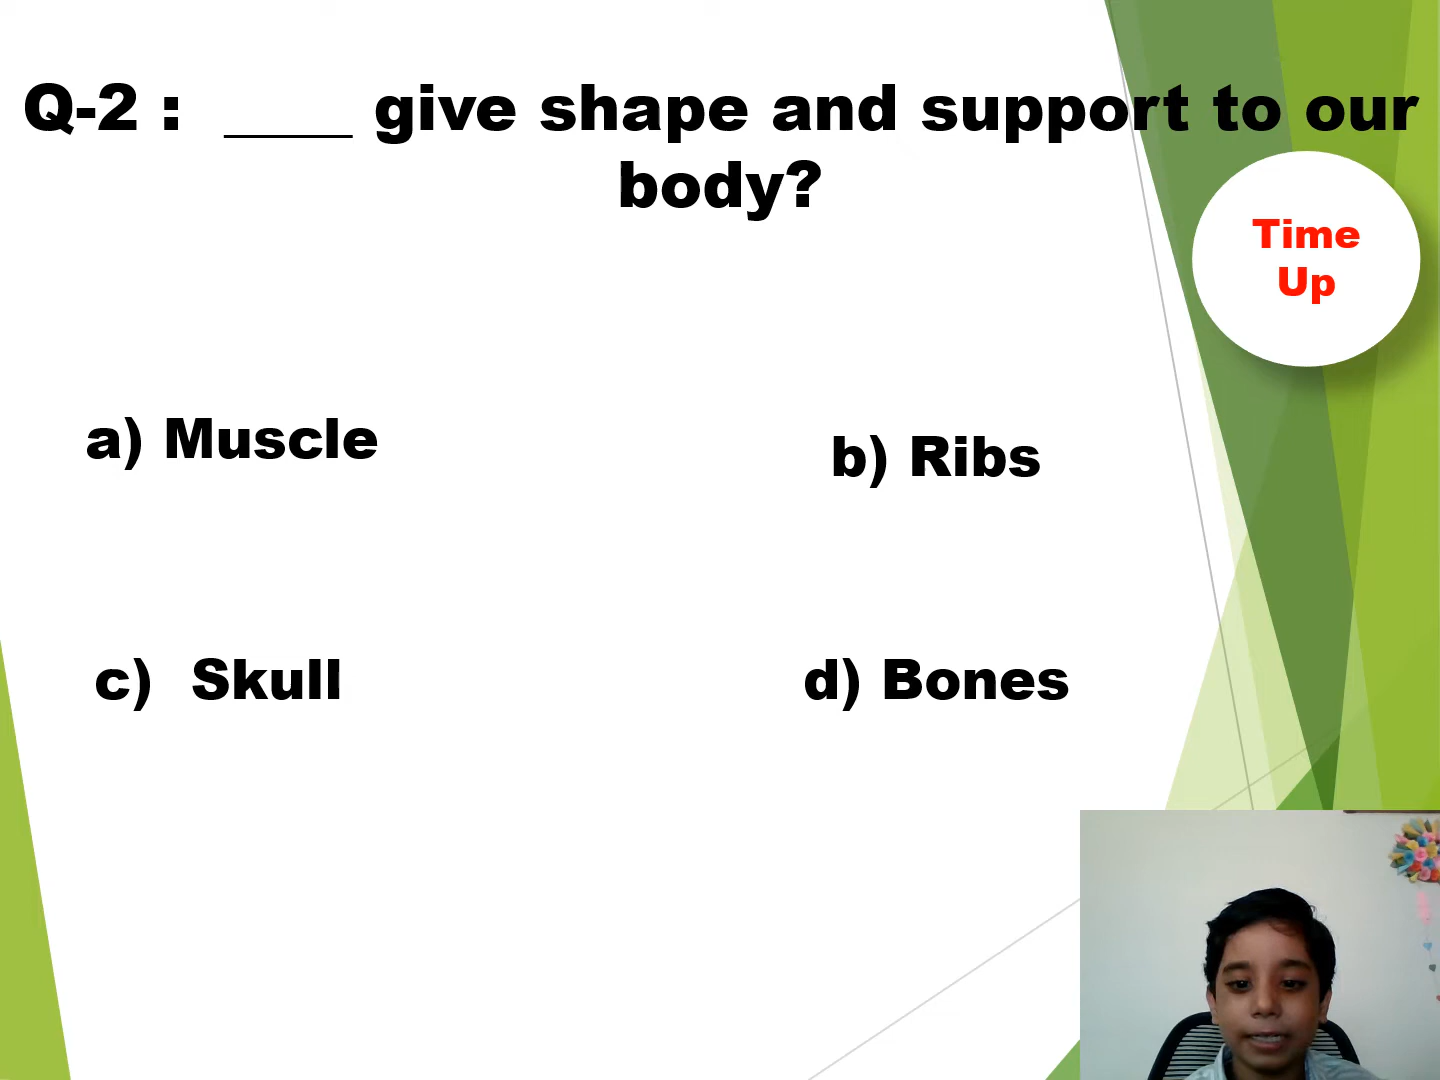 Q-2 : ____ give shape and support to our
body?
Time
Up
a) Muscle
b) Ribs
c) Skull
d) Bones